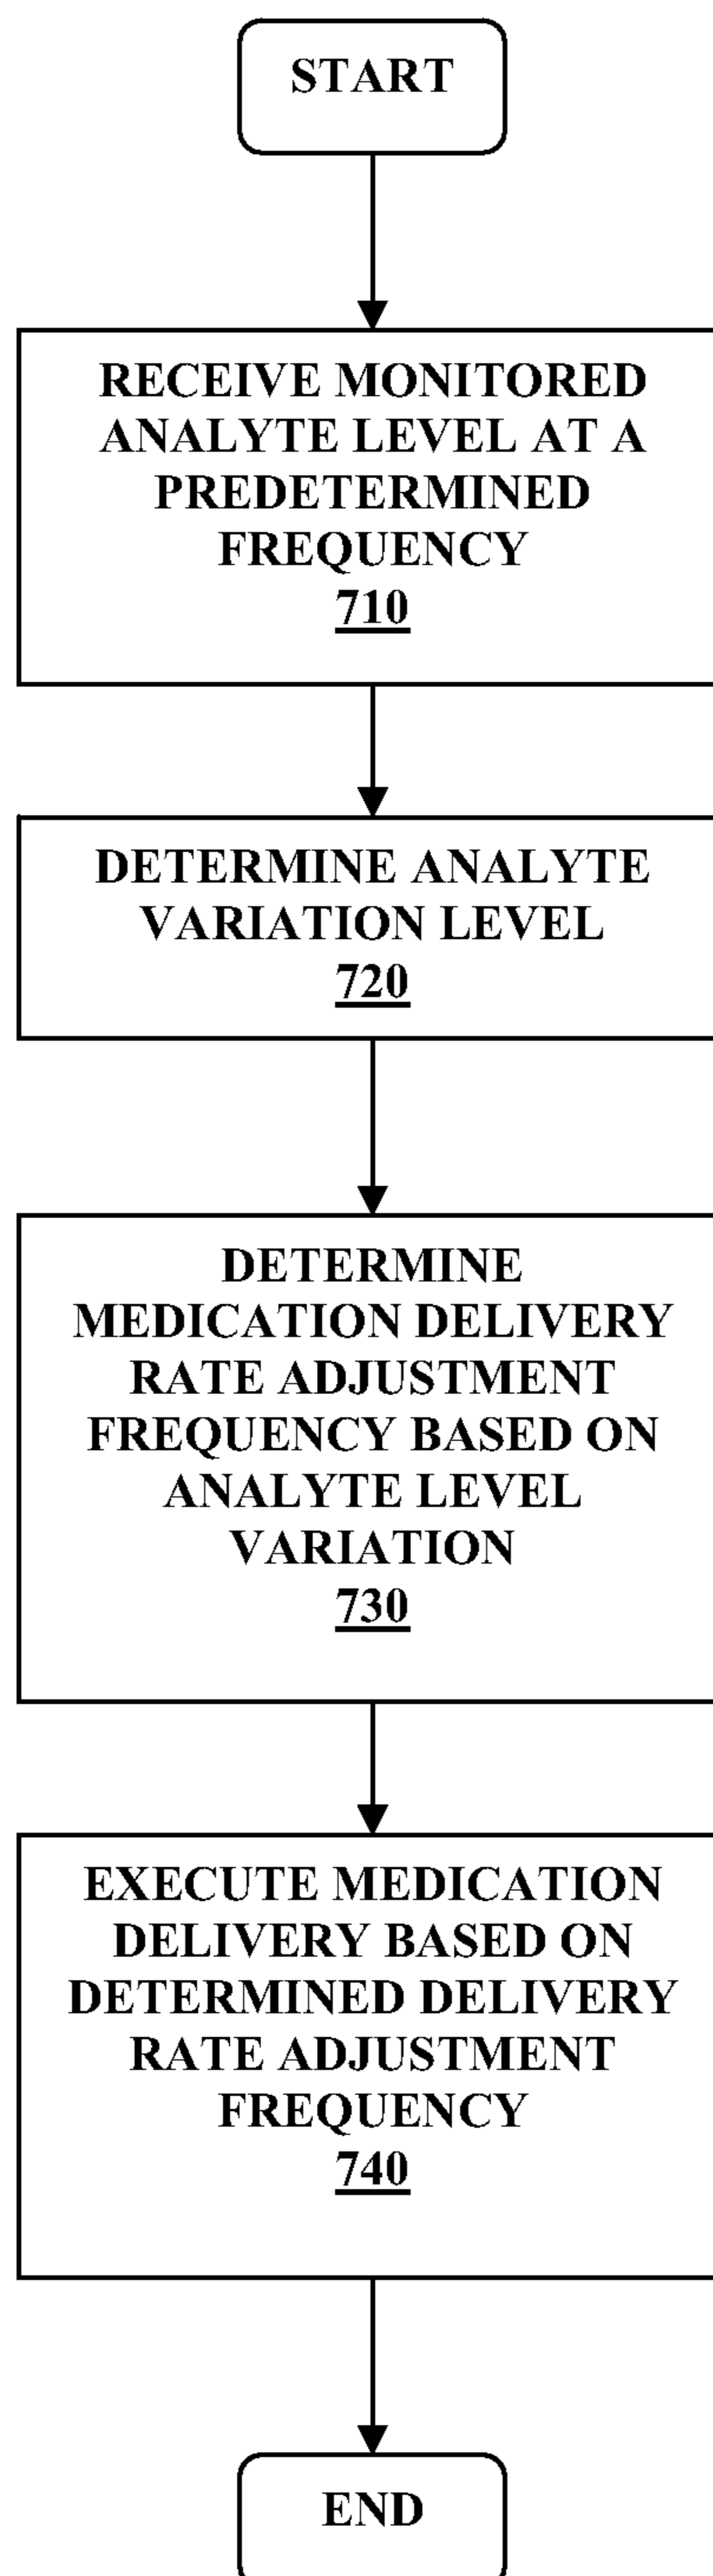 START
RECEIVE MONITORED
ANALYTE LEVEL AT A
PREDETERMINED
FREQUENCY
710
DETERMINE ANALYTE
VARIATION LEVEL
720
DETERMINE
MEDICATION DELIVERY
RATE ADJUSTMENT
FREQUENCY BASED ON
ANALYTE LEVEL
VARIATION
730
EXECUTE MEDICATION
DELIVERY BASED ON
DETERMINED DELIVERY
RATE ADJUSTMENT
FREQUENCY
740
END